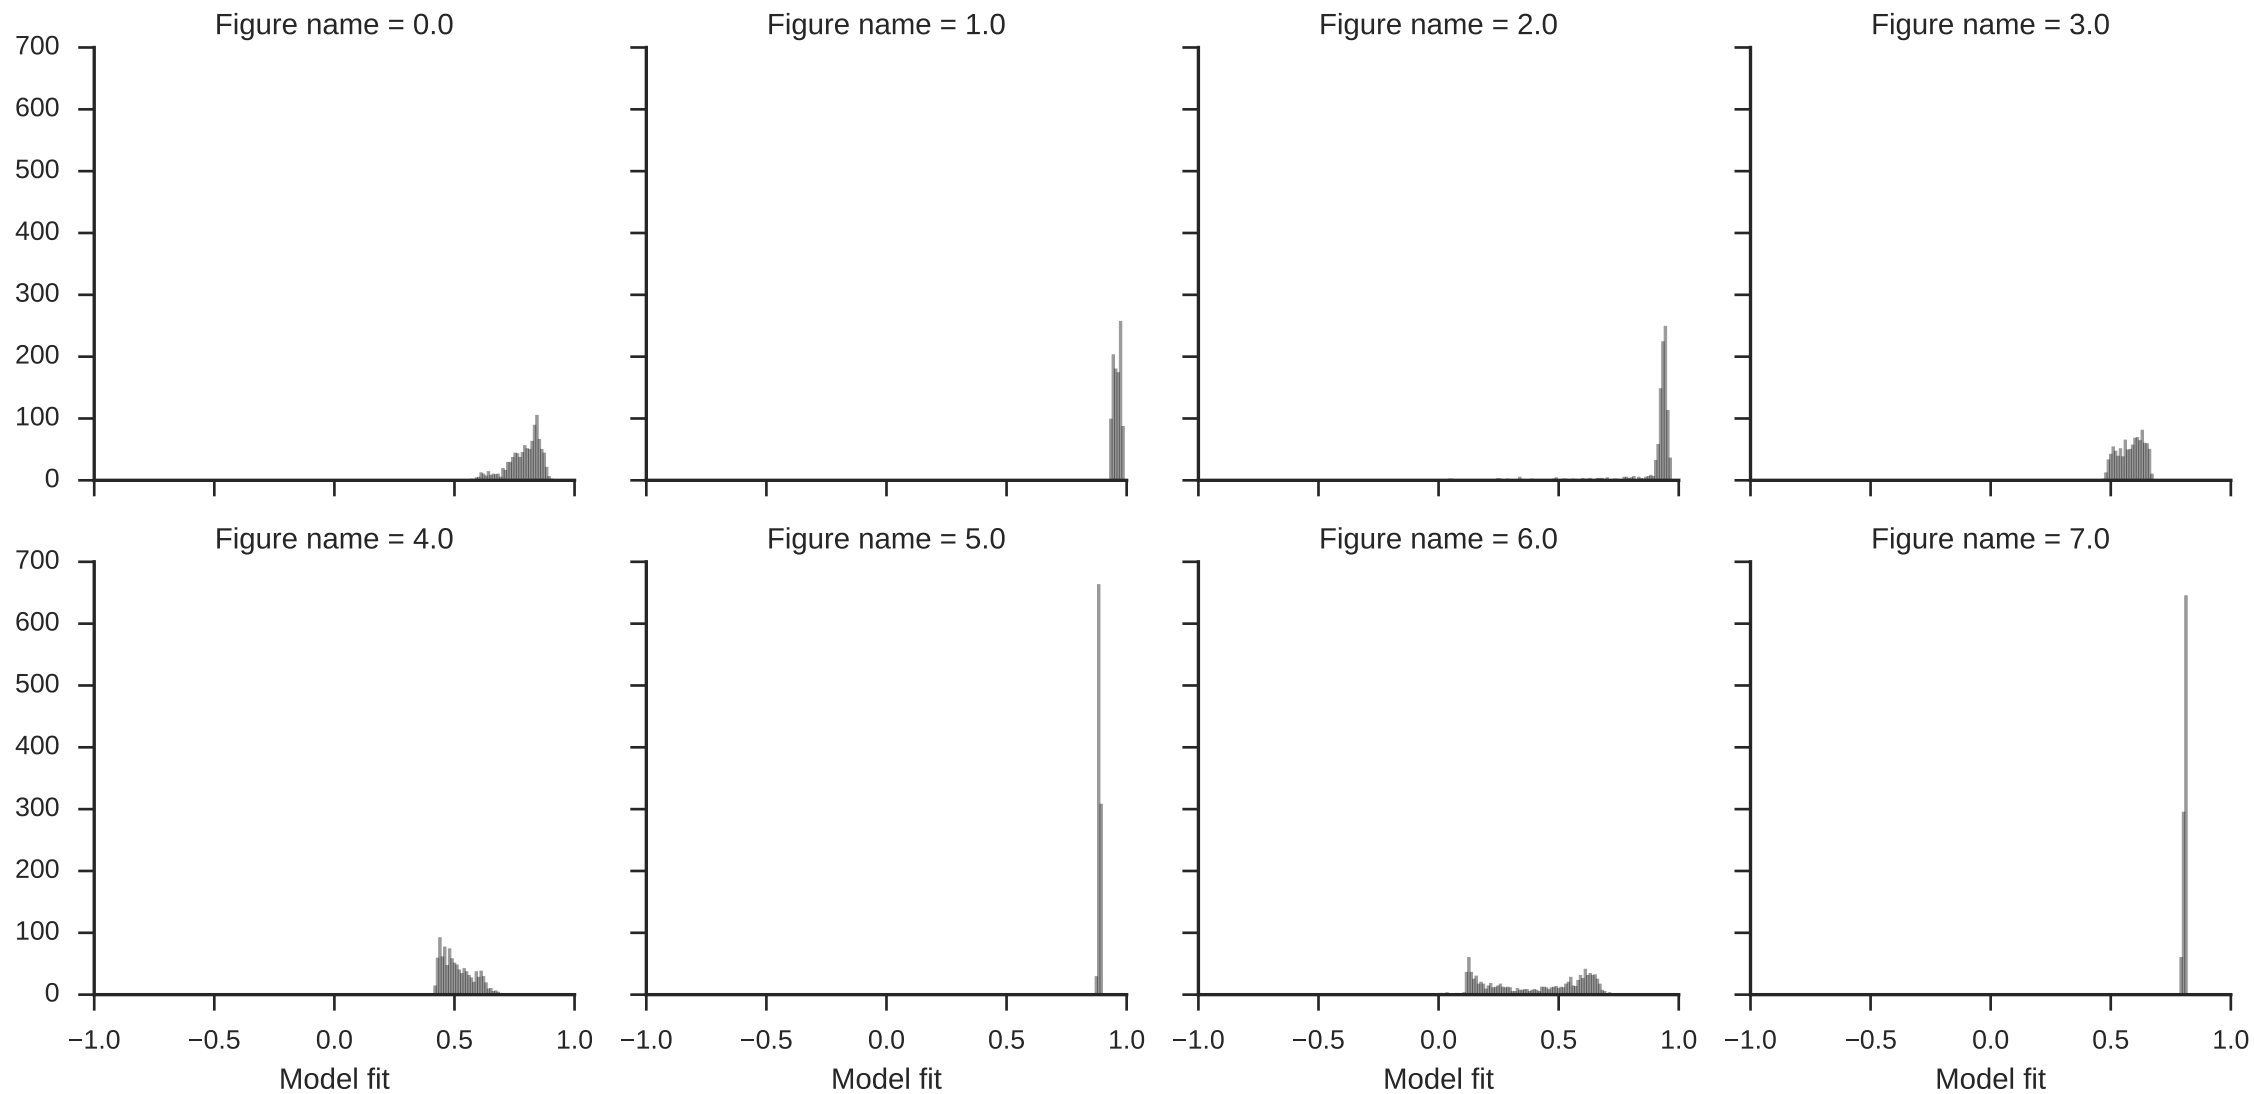 Figure name = 0.0
Figure name = 1.0
Figure name = 2.0
Figure name = 3.0
700
600
500
400
300
200
100
0
Figure name = 4.0
Figure name = 5.0
Figure name = 6.0
Figure name = 7.0
700
600
500
400
300
200
100
0
−1.0 −0.5 0.0 0.5 1.0
−1.0 −0.5 0.0 0.5 1.0
−1.0 −0.5 0.0 0.5 1.0
−1.0 −0.5 0.0 0.5 1.0
Model fit
Model fit
Model fit
Model fit